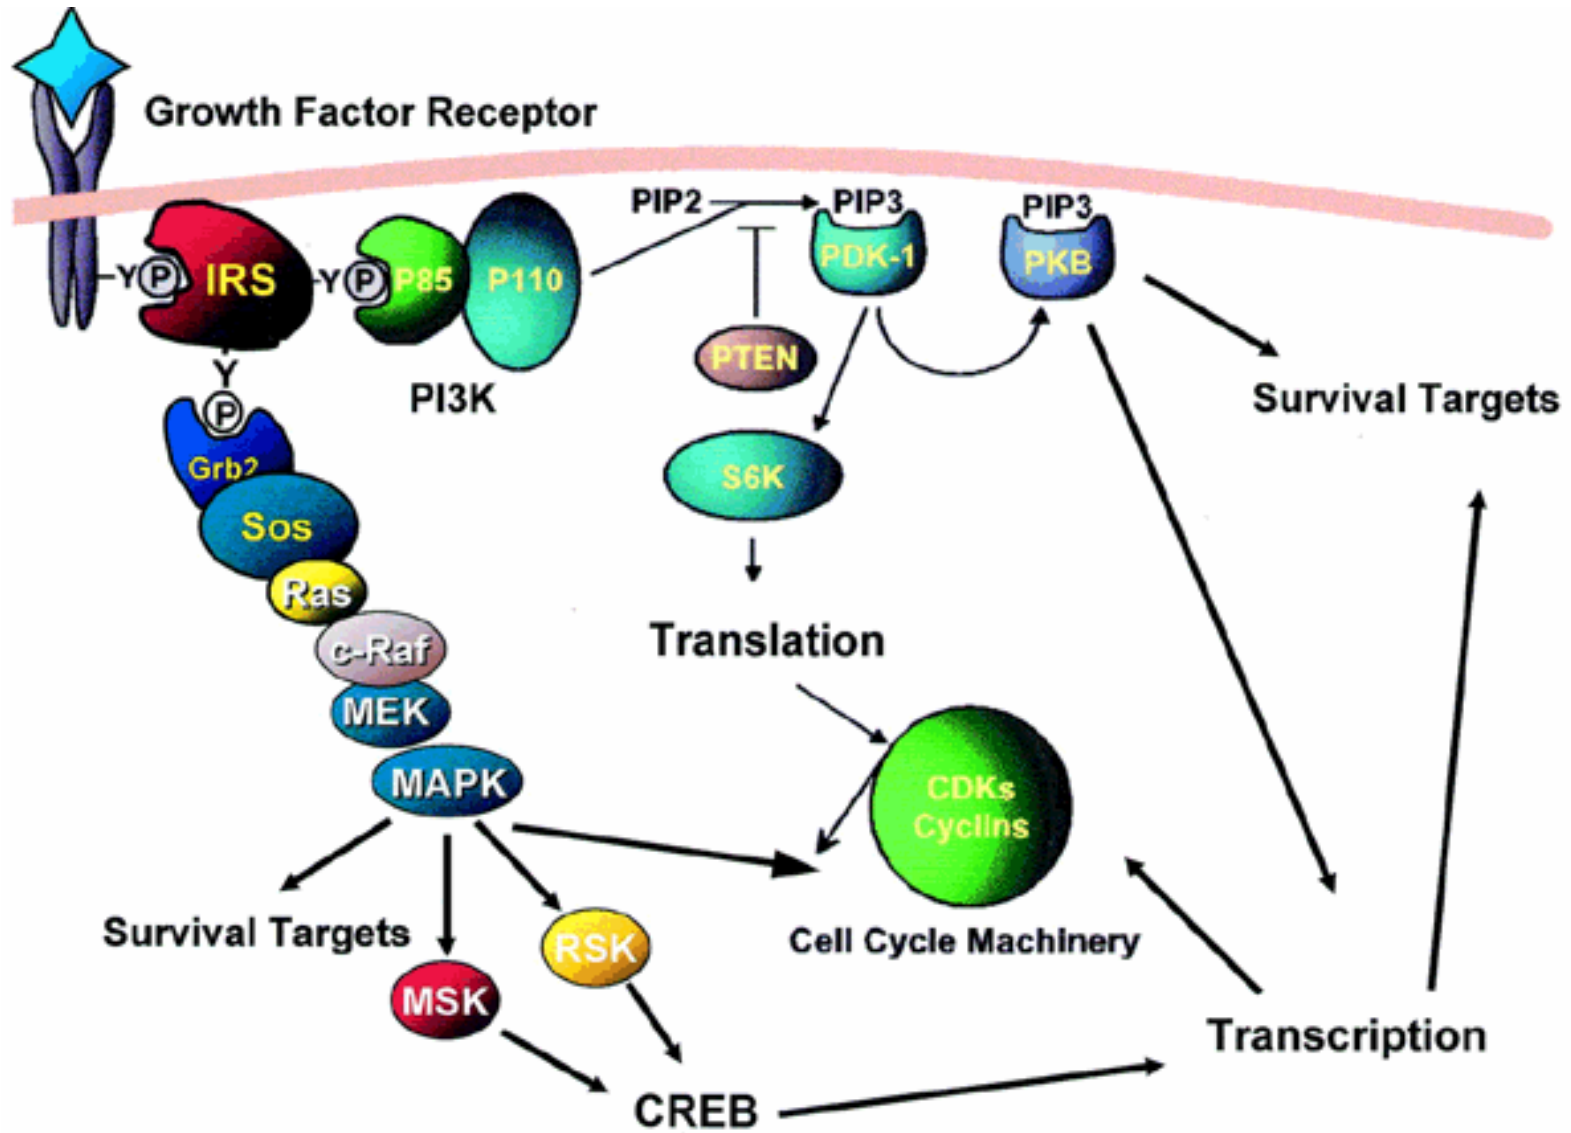 Growth Factor Receptor
PIP2
PIP3
PIP3
PDK-1
PKB
Y
P
IRS
Y
P
P85
P110
PI3K
PTEN
Y
P
Survival Targets
Grb2
S6K
Sos
Ras
Translation
c-Raf
MEK
MAPK
CDKs
Cyclins
Survival Targets
RSK
Cell Cycle Machinery
MSK
Transcription
CREB